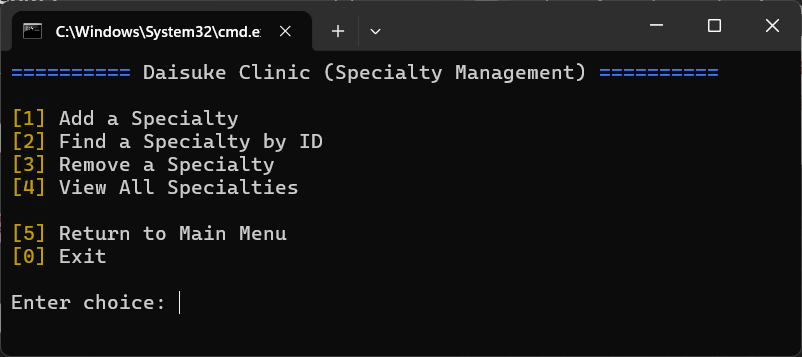 C:\Windows\System32\cmd.e
========== Daisuke Clinic (Specialty Management) ==========
[1] Add a Specialty
[2] Find a Specialty by ID
[3] Remove a Specialty
[4] View All Specialties
[5] Return to Main Menu
[0] Exit
Enter choice: